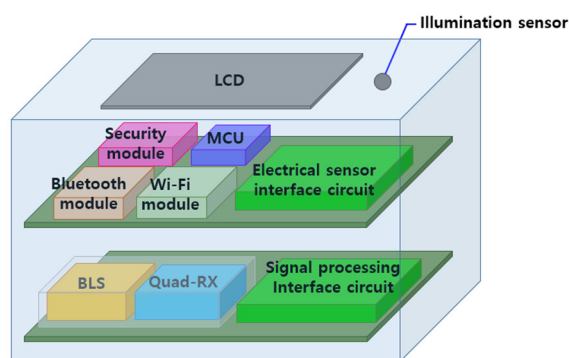 Illumination sensor
LCD
Security
module
MCU
Bluetooth
module
Wi-Fi
module
Electrical sensor
interface circuit
BLS
Quad-RX
Signal processing
Interface circuit